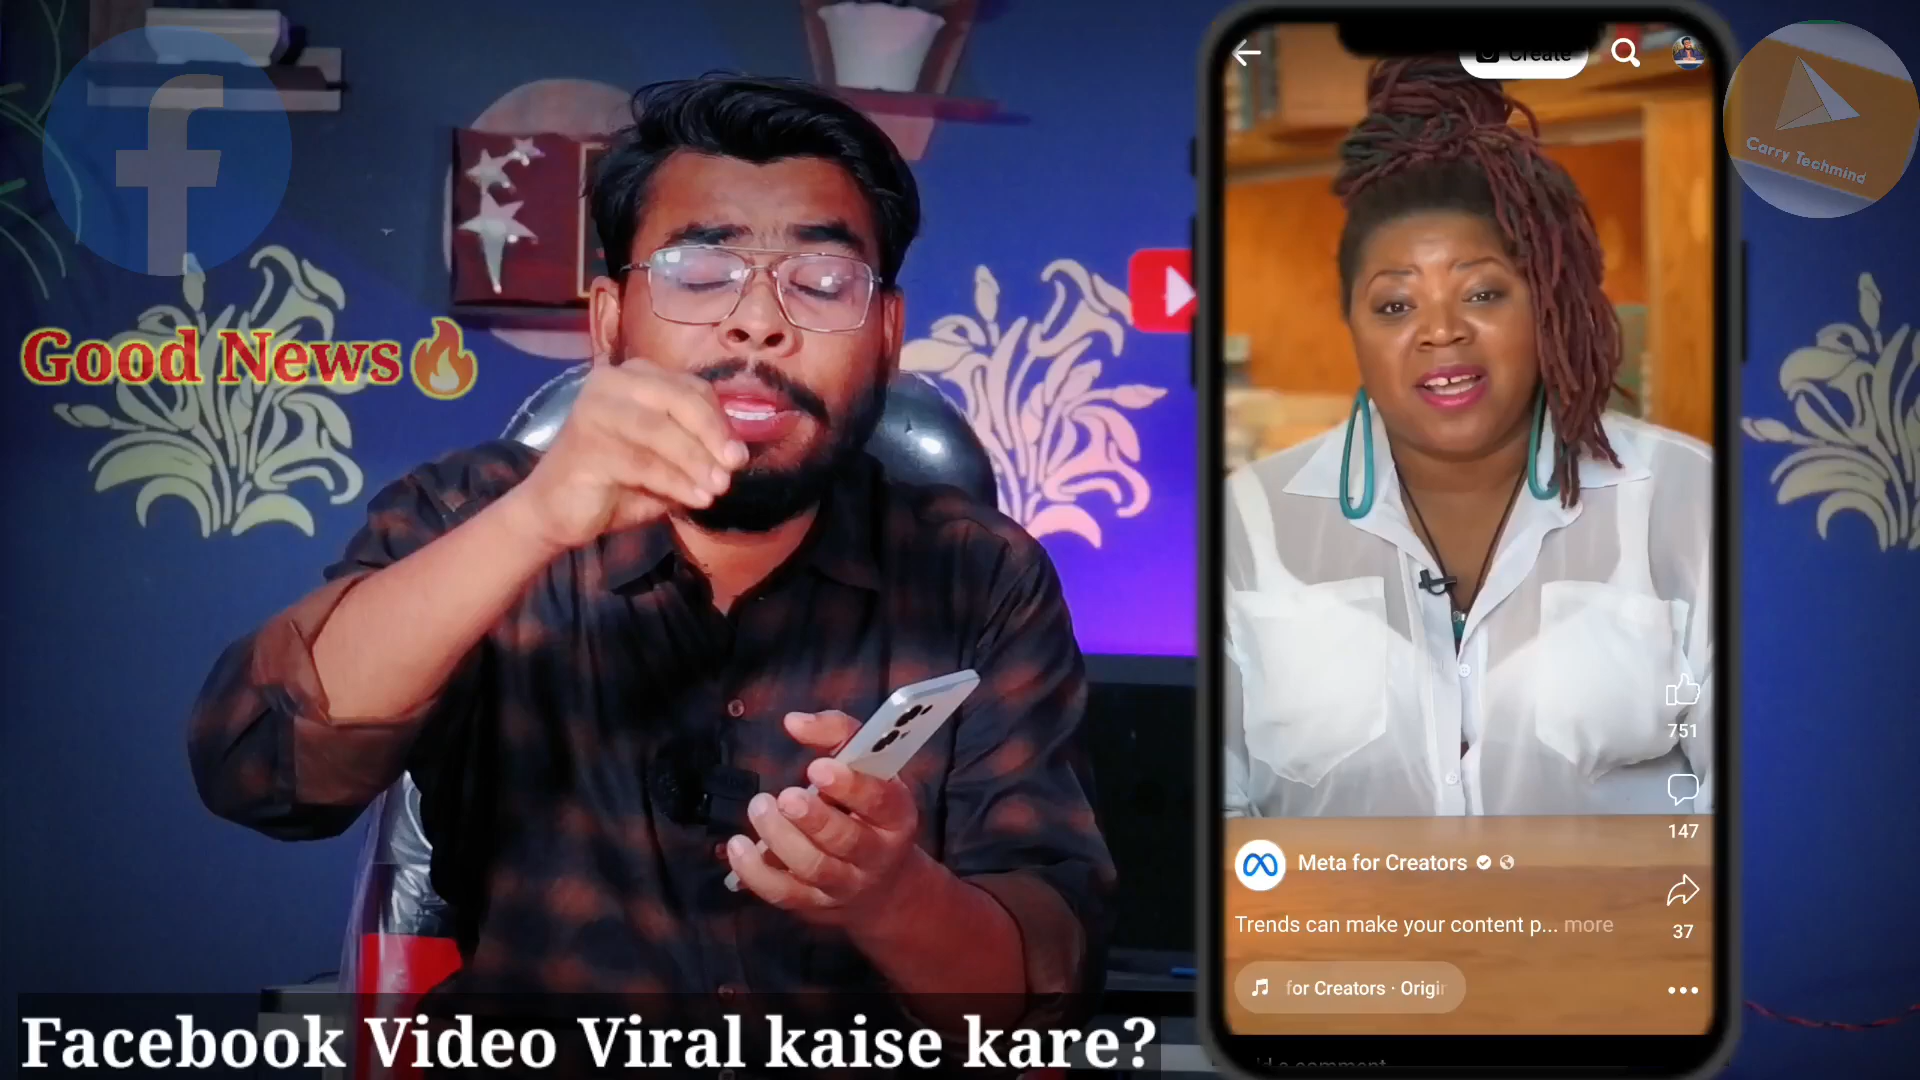 Good News🔥
Facebook Video Viral kaise kare?
Create
Carry Techmind
751
147
Meta for Creators
Trends can make your content p... more
37
for Creators · Origin